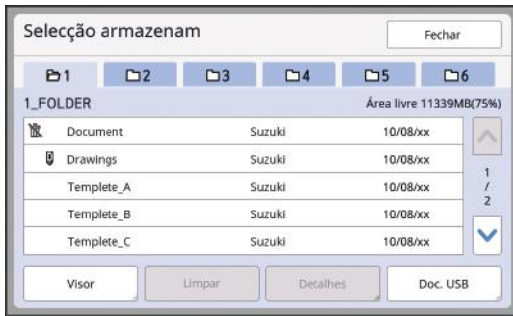 Selecção armazenam
Fechar
1 2 3 4 5 6
1_FOLDER Área livre 11339MB(75%)
Document Suzuki 10/08/xx
Drawings Suzuki 10/08/xx
Templete_A Suzuki 10/08/xx
Templete_B Suzuki 10/08/xx
Templete_C Suzuki 10/08/xx
1
/
2
Visor Limpar Detalhes Doc. USB